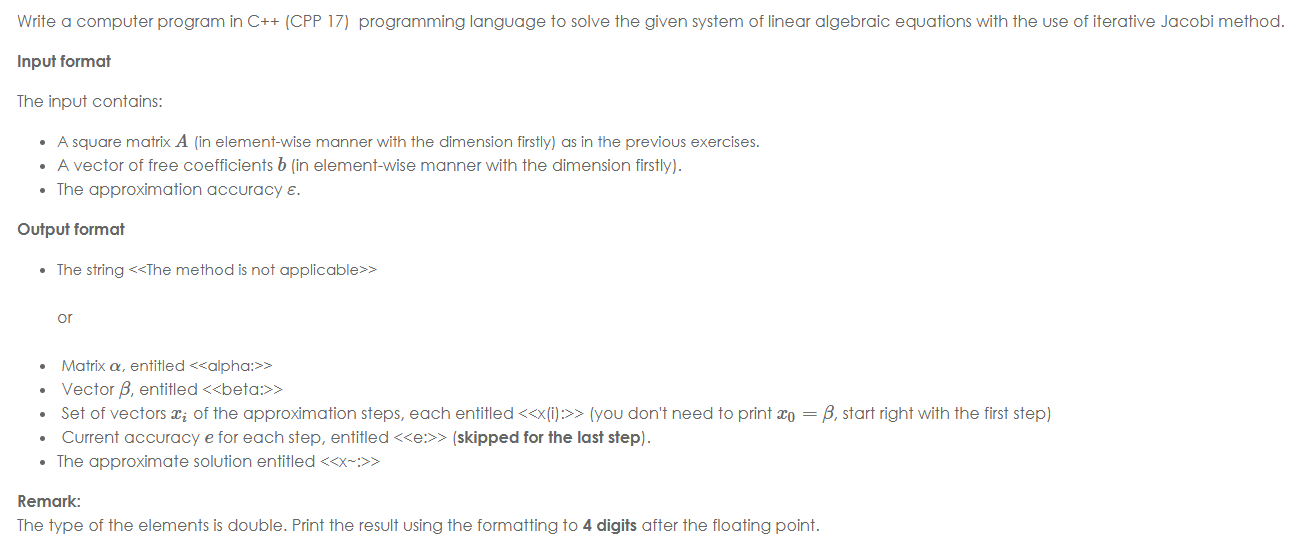 Write a computer program in C++ (CPP 17) programming language to solve the given system of linear algebraic equations with the use of iterative Jacobi method.
Input format
The input contains:
• A square matrix A (in element-wise manner with the dimension firstly) as in the previous exercises.
• A vector of free coefficients b (in element-wise manner with the dimension firstly).
• The approximation accuracy ε.
Output format
• The string <<The method is not applicable>>
or
• Matrix α, entitled <<alpha:>>
• Vector β, entitled <<beta:>>
• Set of vectors xᵢ of the approximation steps, each entitled <<x(i):>> (you don't need to print x₀ = β, start right with the first step)
• Current accuracy e for each step, entitled <<e:>> (skipped for the last step).
• The approximate solution entitled <<x~:>>
Remark:
The type of the elements is double. Print the result using the formatting to 4 digits after the floating point.